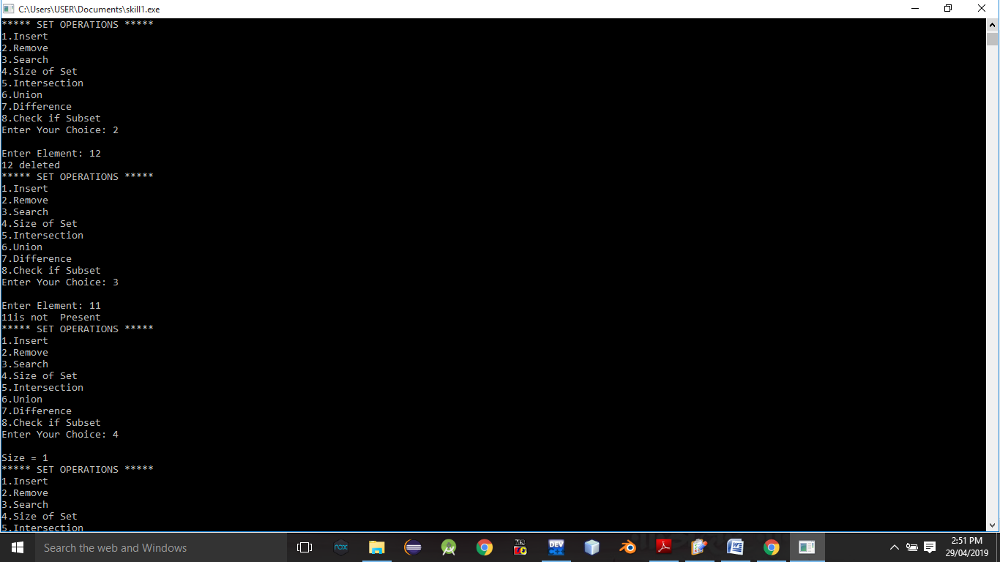 C:\Users\USER\Documents\skill1.exe
***** SET OPERATIONS *****
1.Insert
2.Remove
3.Search
4.Size of Set
5.Intersection
6.Union
7.Difference
8.Check if Subset
Enter Your Choice: 2

Enter Element: 12
12 deleted
***** SET OPERATIONS *****
1.Insert
2.Remove
3.Search
4.Size of Set
5.Intersection
6.Union
7.Difference
8.Check if Subset
Enter Your Choice: 3

Enter Element: 11
11is not  Present
***** SET OPERATIONS *****
1.Insert
2.Remove
3.Search
4.Size of Set
5.Intersection
6.Union
7.Difference
8.Check if Subset
Enter Your Choice: 4

Size = 1
***** SET OPERATIONS *****
1.Insert
2.Remove
3.Search
4.Size of Set
5.Intersection
Search the web and Windows
nox
DEV
2:51 PM
29/04/2019